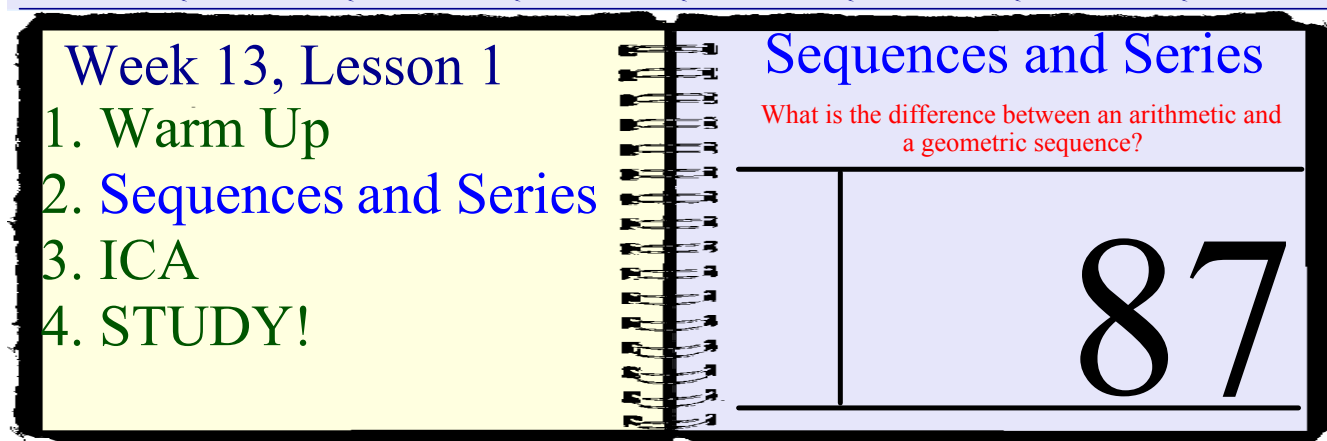 Week 13, Lesson 1
1. Warm Up
2. Sequences and Series
3. ICA
4. STUDY!
Sequences and Series
What is the difference between an arithmetic and
a geometric sequence?
87